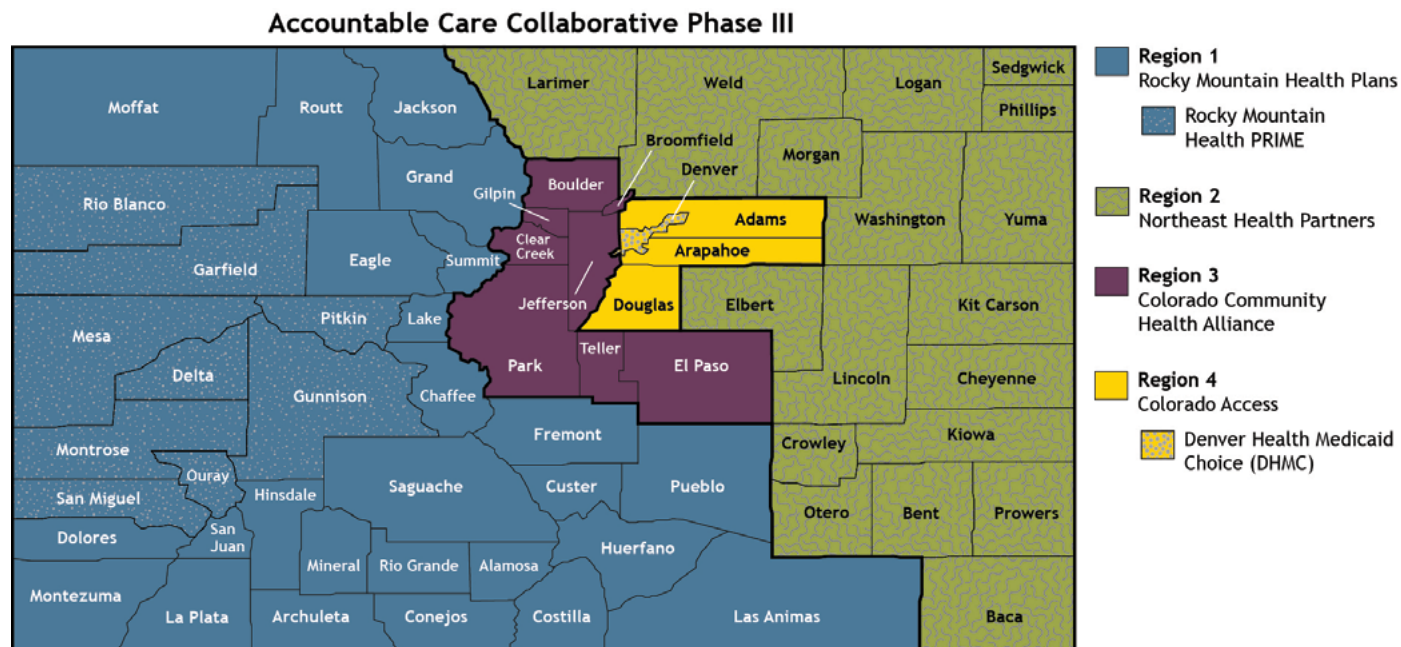 Accountable Care Collaborative Phase III
Moffat
Routt
Jackson
Larimer
Weld
Logan
Sedgwick
Phillips
Broomfield
Denver
Morgan
Grand
Gilpin
Boulder
Rio Blanco
Adams
Washington
Yuma
Clear
Creek
Arapahoe
Eagle
Summit
Garfield
Jefferson
Douglas
Elbert
Kit Carson
Pitkin
Lake
Mesa
Teller
Park
El Paso
Delta
Lincoln
Cheyenne
Gunnison
Chaffee
Fremont
Crowley
Kiowa
Montrose
Ouray
Hinsdale
Saguache
Custer
Pueblo
San Miguel
Otero
Bent
Prowers
Dolores
San
Juan
Huerfano
Mineral
Rio Grande
Alamosa
Montezuma
La Plata
Archuleta
Conejos
Costilla
Las Animas
Baca
Region 1
Rocky Mountain Health Plans
Rocky Mountain
Health PRIME
Region 2
Northeast Health Partners
Region 3
Colorado Community
Health Alliance
Region 4
Colorado Access
Denver Health Medicaid
Choice (DHMC)